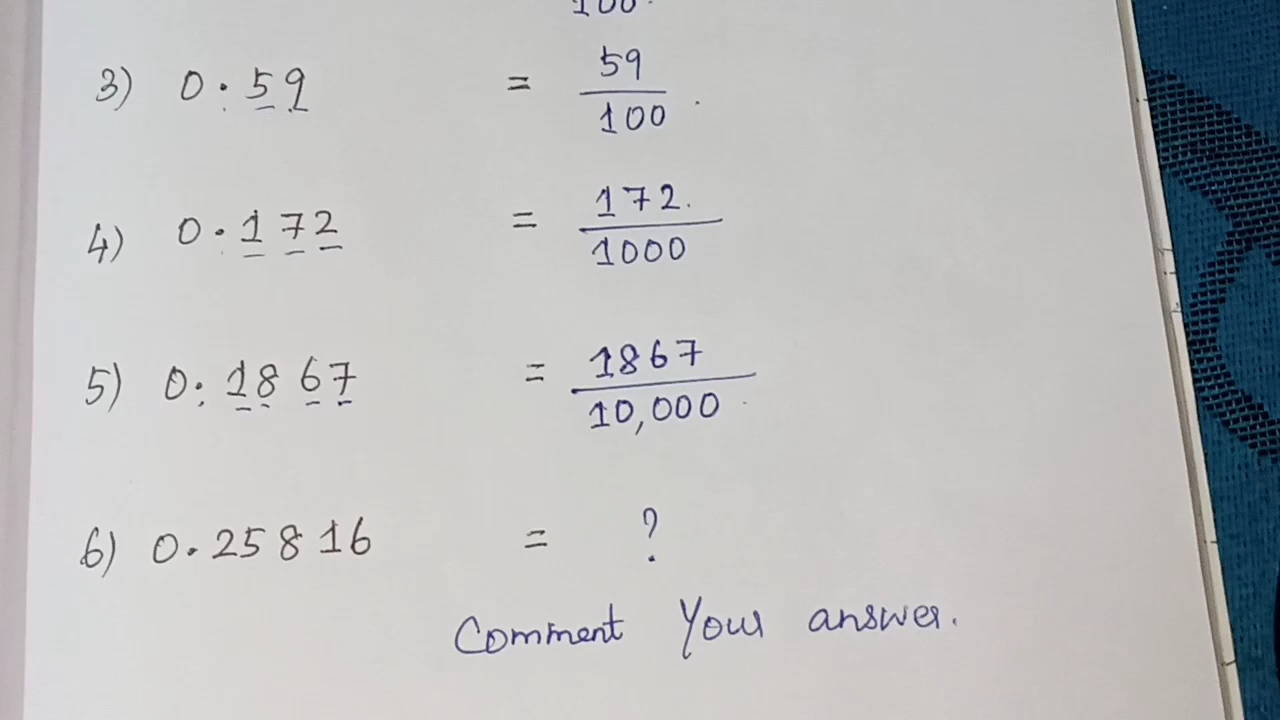 100.
3) 0.59 = 59/100.
4) 0.172 = 172./1000
5) 0.1867 = 1867/10,000
6) 0.25816 = ?
Comment Your answer.